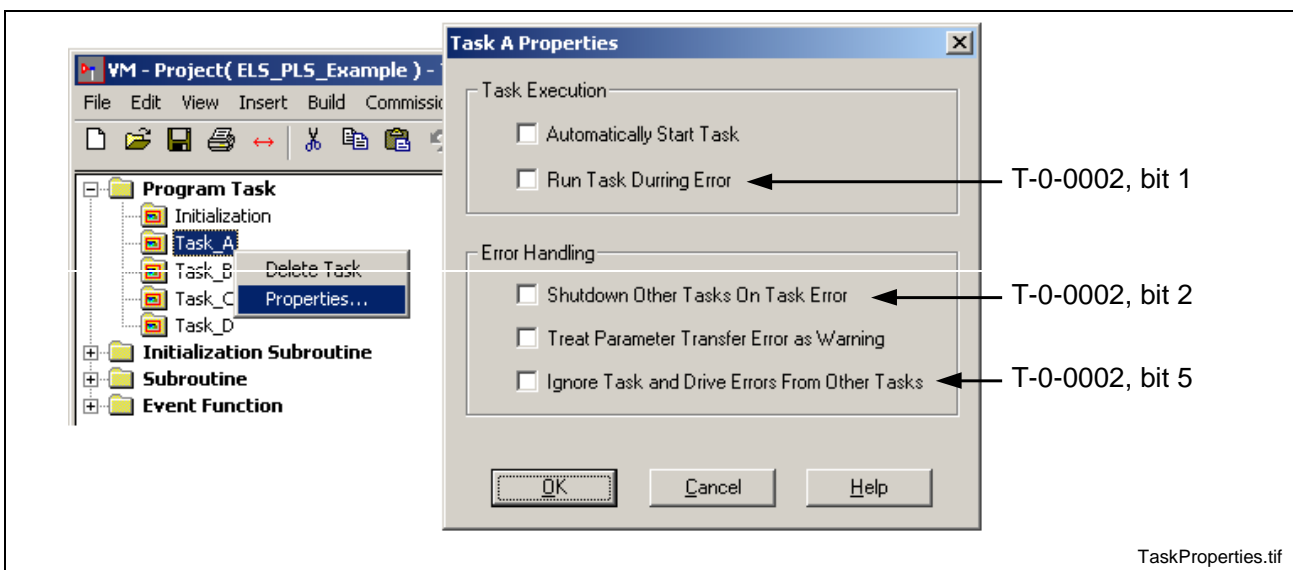 VM - Project( ELS_PLS_Example ) -
File Edit View Insert Build
Program Task
Initialization
Task_A
Task_B
Task_C
Task_D
Delete Task
Properties...
Initialization Subroutine
Subroutine
Event Function
Task A Properties
Task Execution
Automatically Start Task
Run Task Durring Error
Error Handling
Shutdown Other Tasks On Task Error
Treat Parameter Transfer Error as Warning
Ignore Task and Drive Errors From Other Tasks
OK Cancel Help
T-0-0002, bit 1
T-0-0002, bit 2
T-0-0002, bit 5
TaskProperties.tif